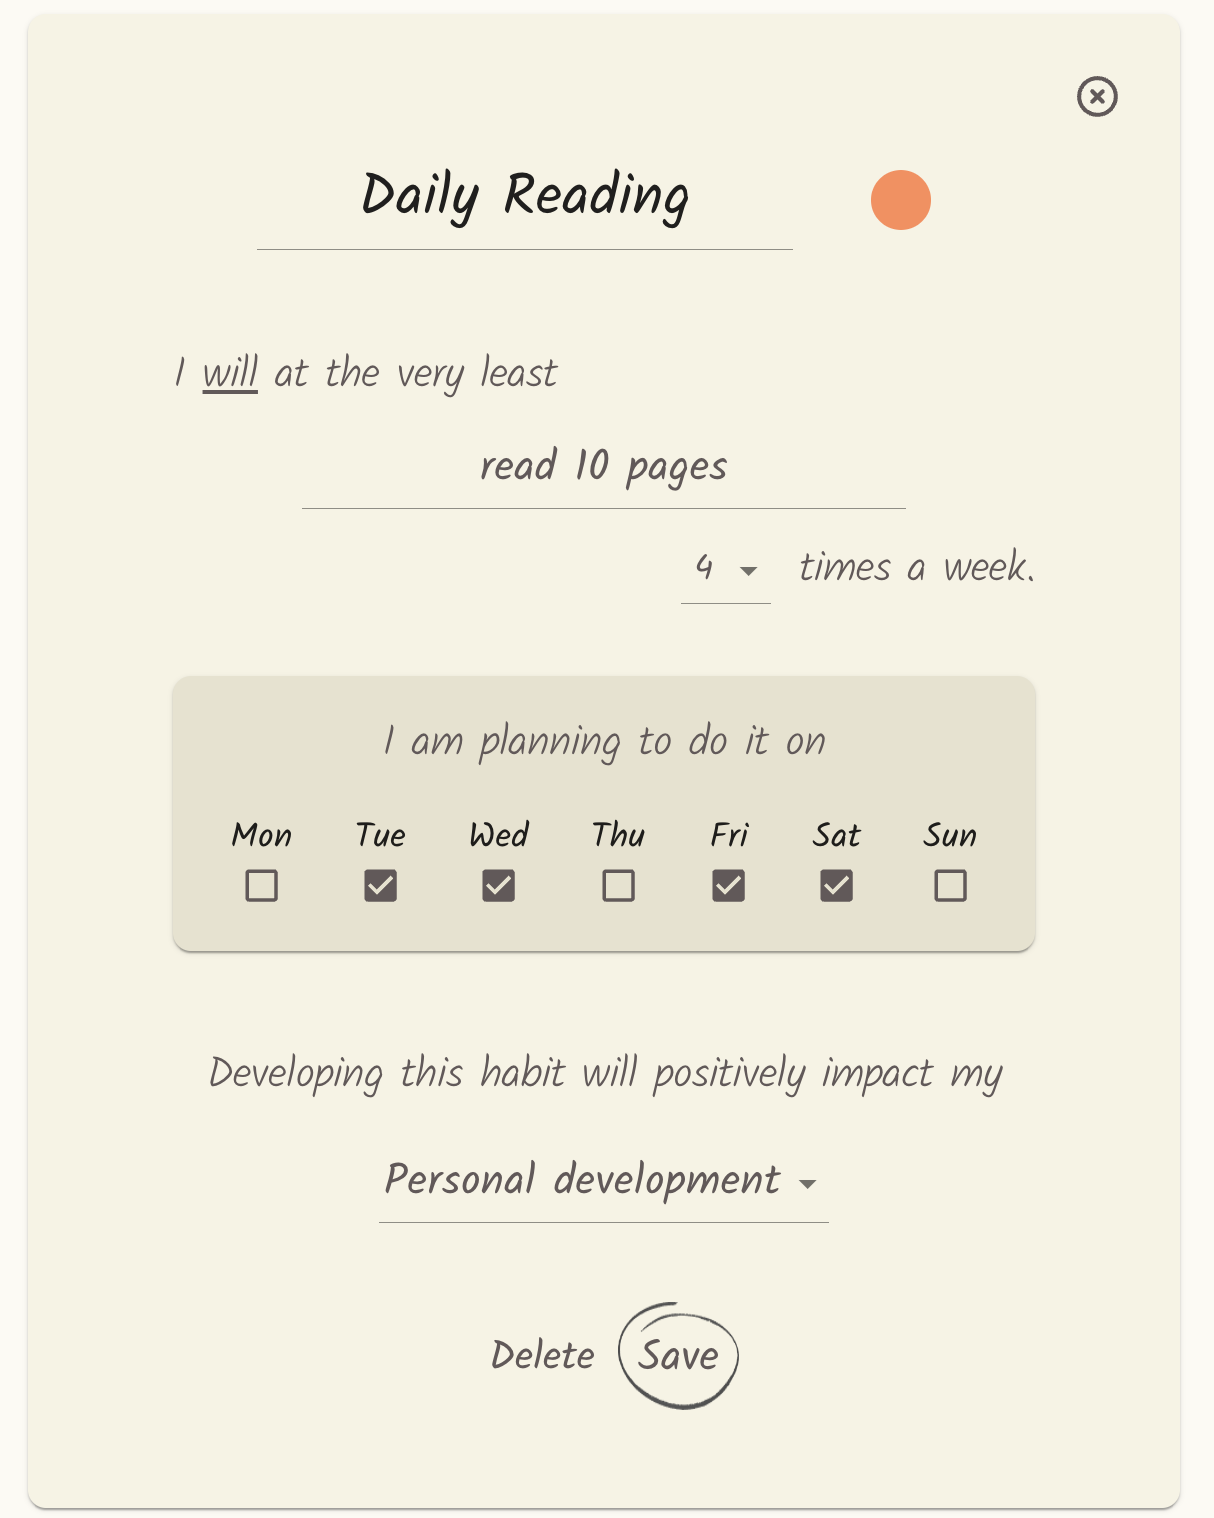 Daily Reading
I will at the very least
read 10 pages
4 times a week.
I am planning to do it on
Mon Tue Wed Thu Fri Sat Sun
Developing this habit will positively impact my
Personal development
Delete Save